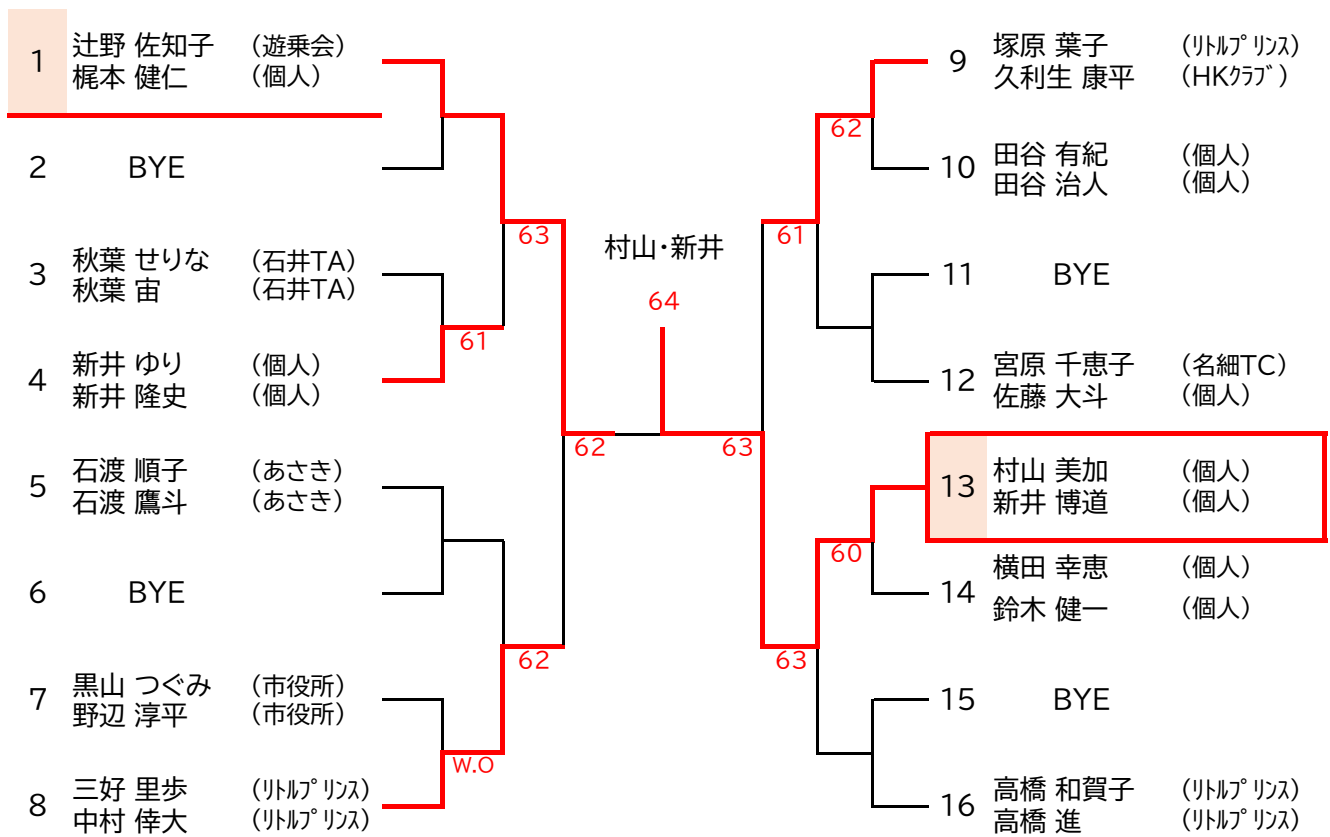 1 辻野 佐知子 (遊乗会)
梶本 健仁 (個人)
2 BYE
3 秋葉 せりな (石井TA)
秋葉 宙 (石井TA)
4 新井 ゆり (個人)
新井 隆史 (個人)
5 石渡 順子 (あさき)
石渡 鷹斗 (あさき)
6 BYE
7 黒山 つぐみ (市役所)
野辺 淳平 (市役所)
8 三好 里歩 (ﾘﾄﾙﾌﾟﾘﾝｽ)
中村 倖大 (ﾘﾄﾙﾌﾟﾘﾝｽ)
61
W.O
63
62
62
村山・新井
64
63
61
63
62
60
9 塚原 葉子 (ﾘﾄﾙﾌﾟﾘﾝｽ)
久利生 康平 (HKｸﾗﾌﾞ)
10 田谷 有紀 (個人)
田谷 治人 (個人)
11 BYE
12 宮原 千恵子 (名細TC)
佐藤 大斗 (個人)
13 村山 美加 (個人)
新井 博道 (個人)
14 横田 幸恵 (個人)
鈴木 健一 (個人)
15 BYE
16 高橋 和賀子 (ﾘﾄﾙﾌﾟﾘﾝｽ)
高橋 進 (ﾘﾄﾙﾌﾟﾘﾝｽ)